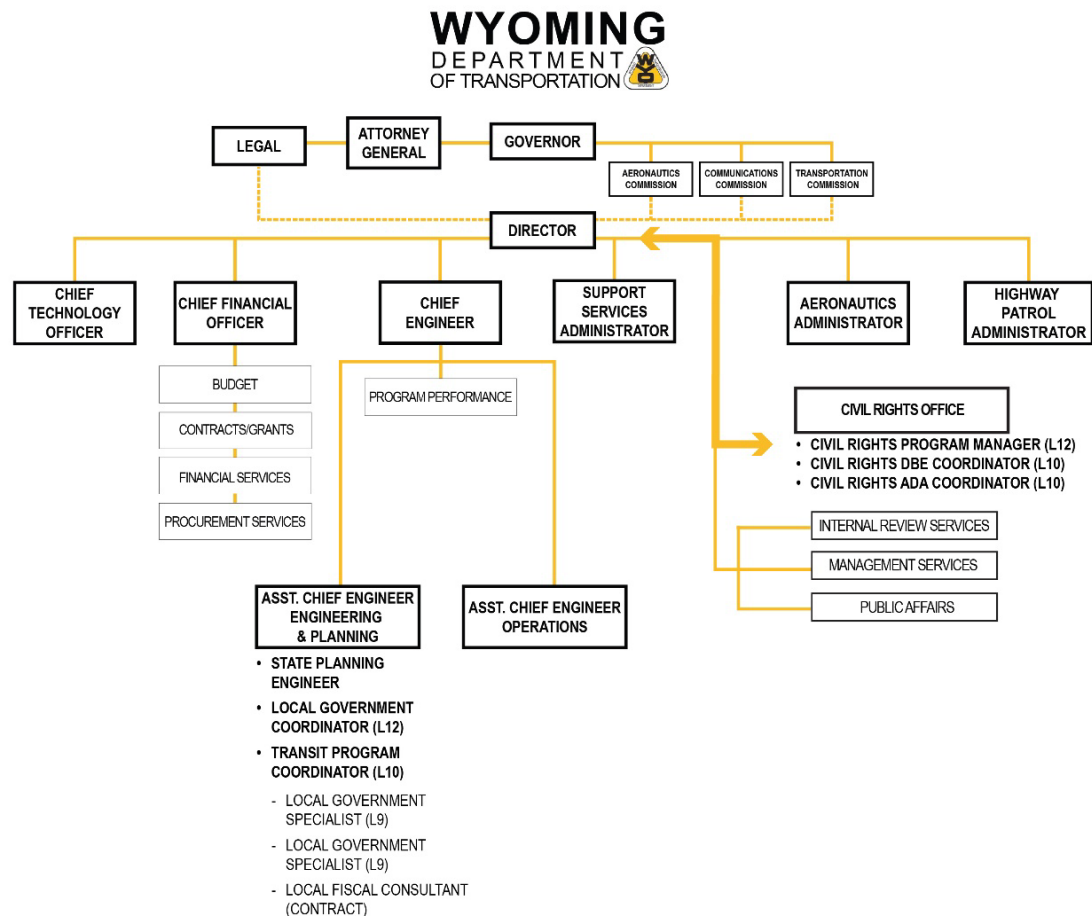 WYOMING
DEPARTMENT
OF TRANSPORTATION
LEGAL
ATTORNEY
GENERAL
GOVERNOR
AERONAUTICS
COMMISSION
COMMUNICATIONS
COMMISSION
TRANSPORTATION
COMMISSION
DIRECTOR
CHIEF
TECHNOLOGY
OFFICER
CHIEF FINANCIAL
OFFICER
CHIEF
ENGINEER
SUPPORT
SERVICES
ADMINISTRATOR
AERONAUTICS
ADMINISTRATOR
HIGHWAY
PATROL
ADMINISTRATOR
BUDGET
CONTRACTS/GRANTS
FINANCIAL SERVICES
PROCUREMENT SERVICES
PROGRAM PERFORMANCE
CIVIL RIGHTS OFFICE
• CIVIL RIGHTS PROGRAM MANAGER (L12)
• CIVIL RIGHTS DBE COORDINATOR (L10)
• CIVIL RIGHTS ADA COORDINATOR (L10)
INTERNAL REVIEW SERVICES
MANAGEMENT SERVICES
PUBLIC AFFAIRS
ASST. CHIEF ENGINEER
ENGINEERING
& PLANNING
ASST. CHIEF ENGINEER
OPERATIONS
• STATE PLANNING
ENGINEER
• LOCAL GOVERNMENT
COORDINATOR (L12)
• TRANSIT PROGRAM
COORDINATOR (L10)
- LOCAL GOVERNMENT
SPECIALIST (L9)
- LOCAL GOVERNMENT
SPECIALIST (L9)
- LOCAL FISCAL CONSULTANT
(CONTRACT)